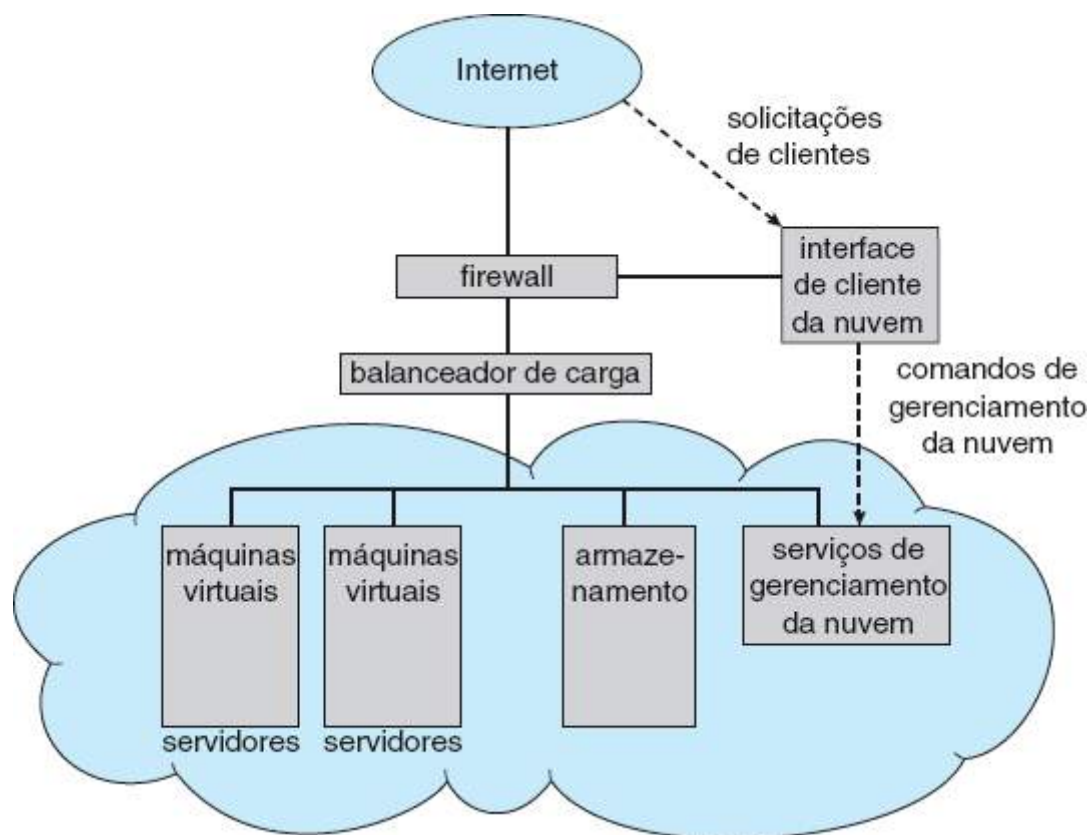 Internet
solicitações
de clientes
interface
de cliente
da nuvem
firewall
balanceador de carga
comandos de
gerenciamento
da nuvem
máquinas
virtuais
servidores
máquinas
virtuais
servidores
armaze-
namento
serviços de
gerenciamento
da nuvem